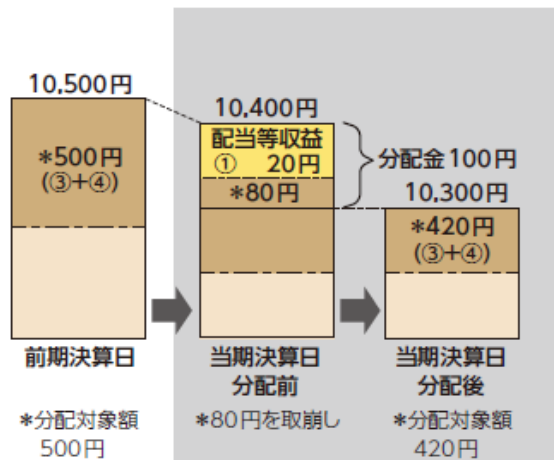 10,500円
*500円
(③+④)
前期決算日
*分配対象額
500円
10,400円
配当等収益
① 20円
*80円
分配金100円
当期決算日
分配前
*80円を取崩し
10,300円
*420円
(③+④)
当期決算日
分配後
*分配対象額
420円